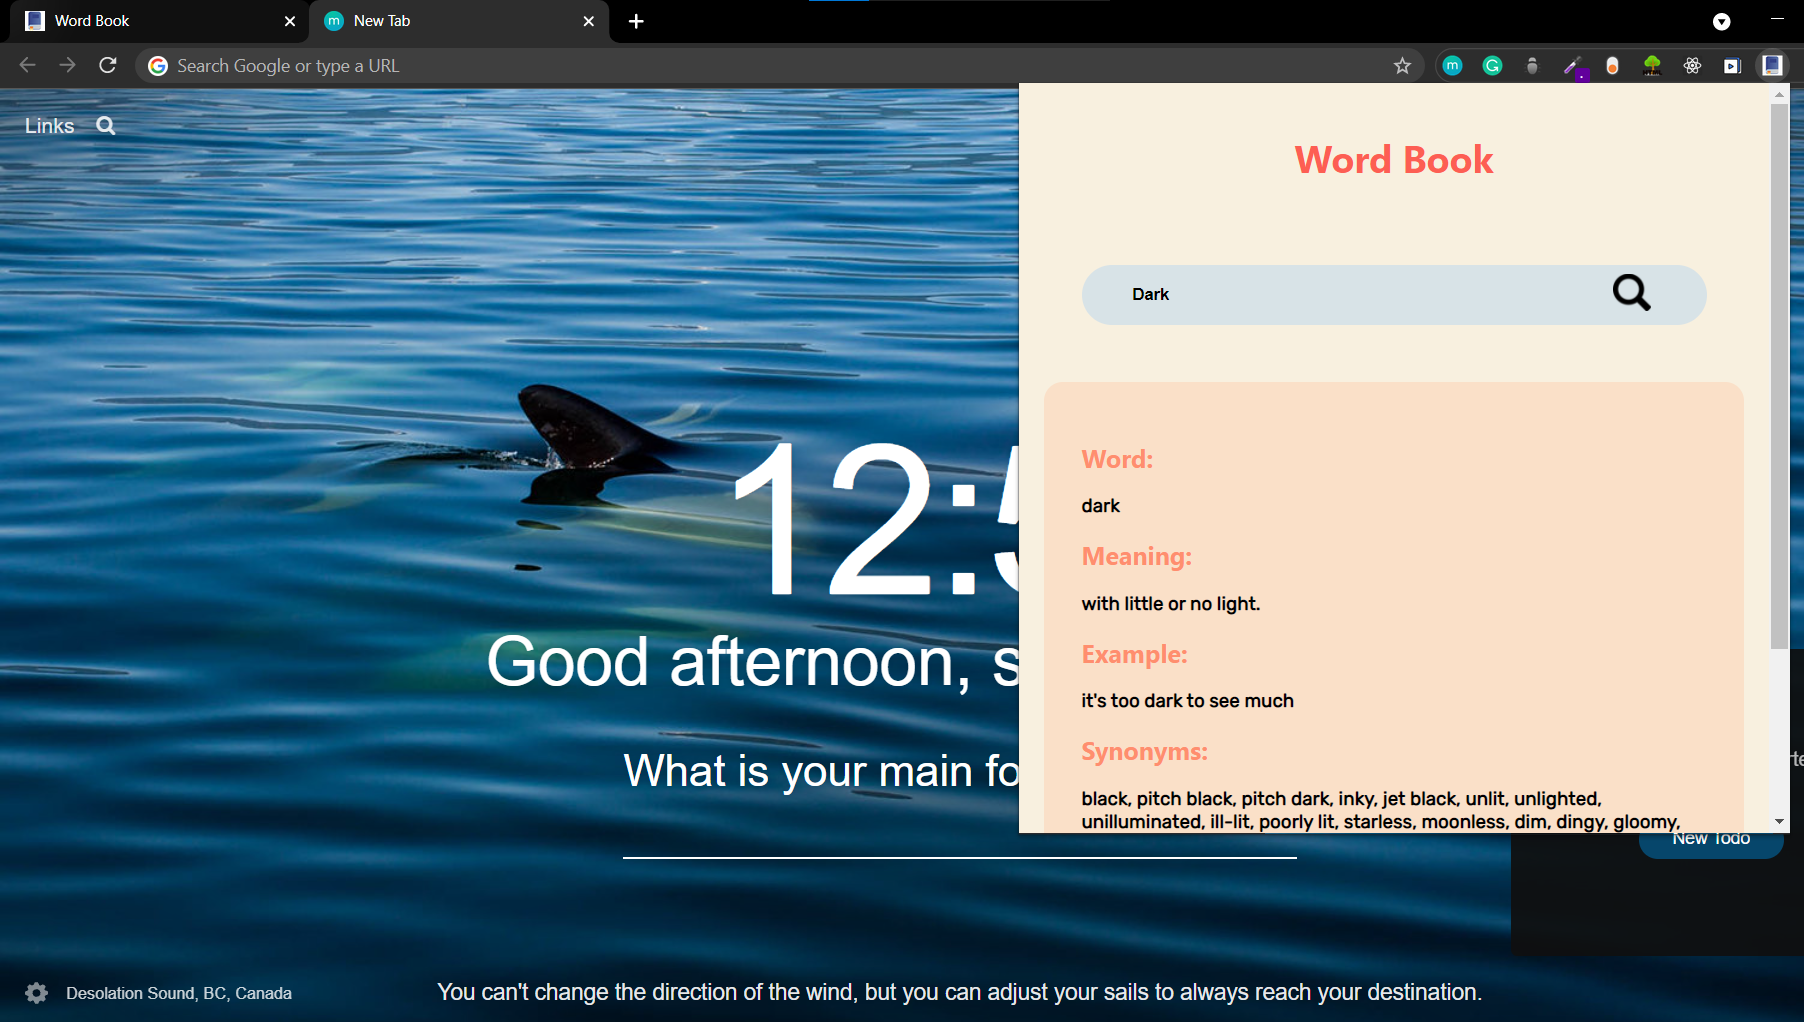 Word Book
New Tab
Search Google or type a URL
Links
Word Book
Dark
Word:
dark
Meaning:
with little or no light.
Example:
it's too dark to see much
Synonyms:
black, pitch black, pitch dark, inky, jet black, unlit, unlighted,
unilluminated, ill-lit, poorly lit, starless, moonless, dim, dingy, gloomy,
12:5
Good afternoon, s
What is your main fo
New Todo
Desolation Sound, BC, Canada
You can't change the direction of the wind, but you can adjust your sails to always reach your destination.